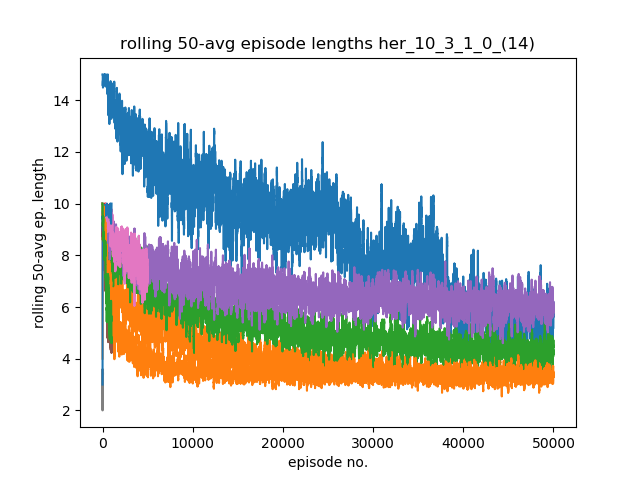 rolling 50-avg episode lengths her_10_3_1_0_(14)
rolling 50-avg ep. length
14
12
10
8
6
4
2
0 10000 20000 30000 40000 50000
episode no.